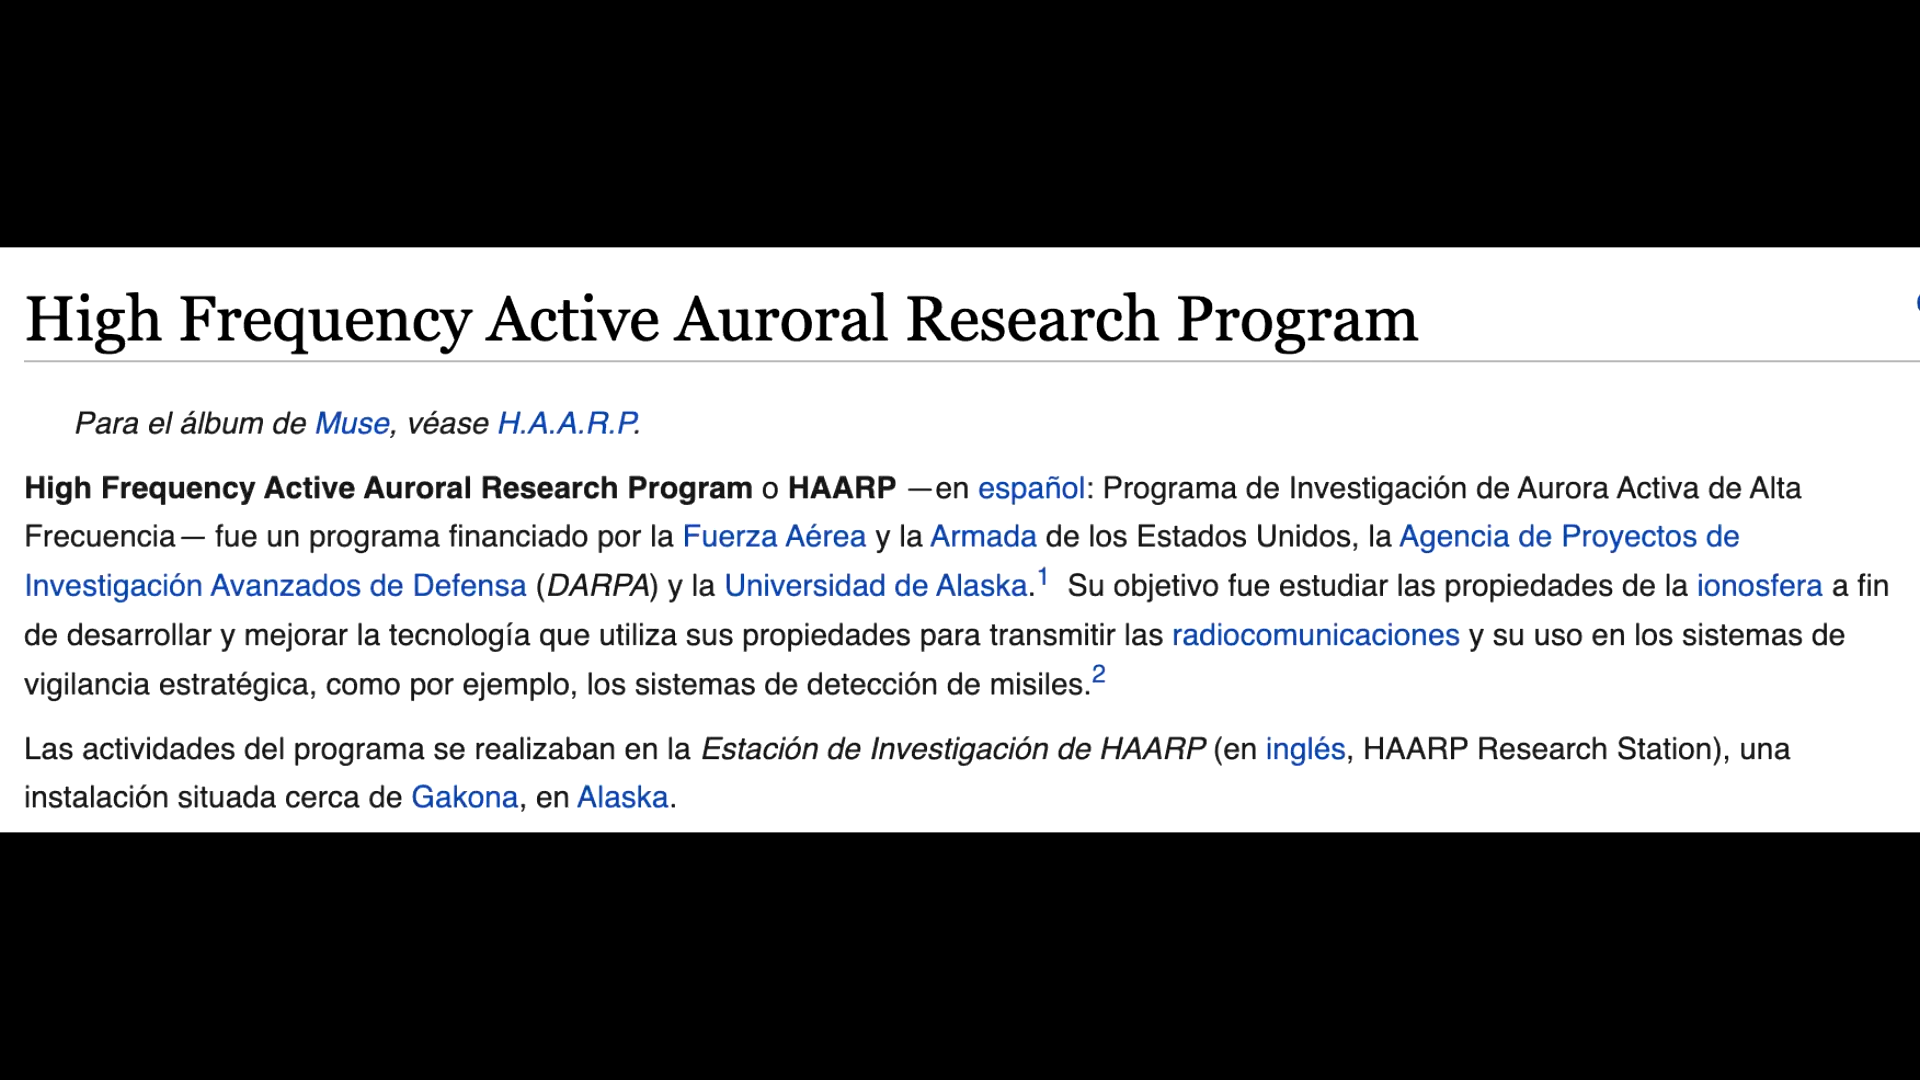 High Frequency Active Auroral Research Program
Para el álbum de Muse, véase H.A.A.R.P.
High Frequency Active Auroral Research Program o HAARP —en español: Programa de Investigación de Aurora Activa de Alta
Frecuencia— fue un programa financiado por la Fuerza Aérea y la Armada de los Estados Unidos, la Agencia de Proyectos de
Investigación Avanzados de Defensa (DARPA) y la Universidad de Alaska.1 Su objetivo fue estudiar las propiedades de la ionosfera a fin
de desarrollar y mejorar la tecnología que utiliza sus propiedades para transmitir las radiocomunicaciones y su uso en los sistemas de
vigilancia estratégica, como por ejemplo, los sistemas de detección de misiles.2
Las actividades del programa se realizaban en la Estación de Investigación de HAARP (en inglés, HAARP Research Station), una
instalación situada cerca de Gakona, en Alaska.